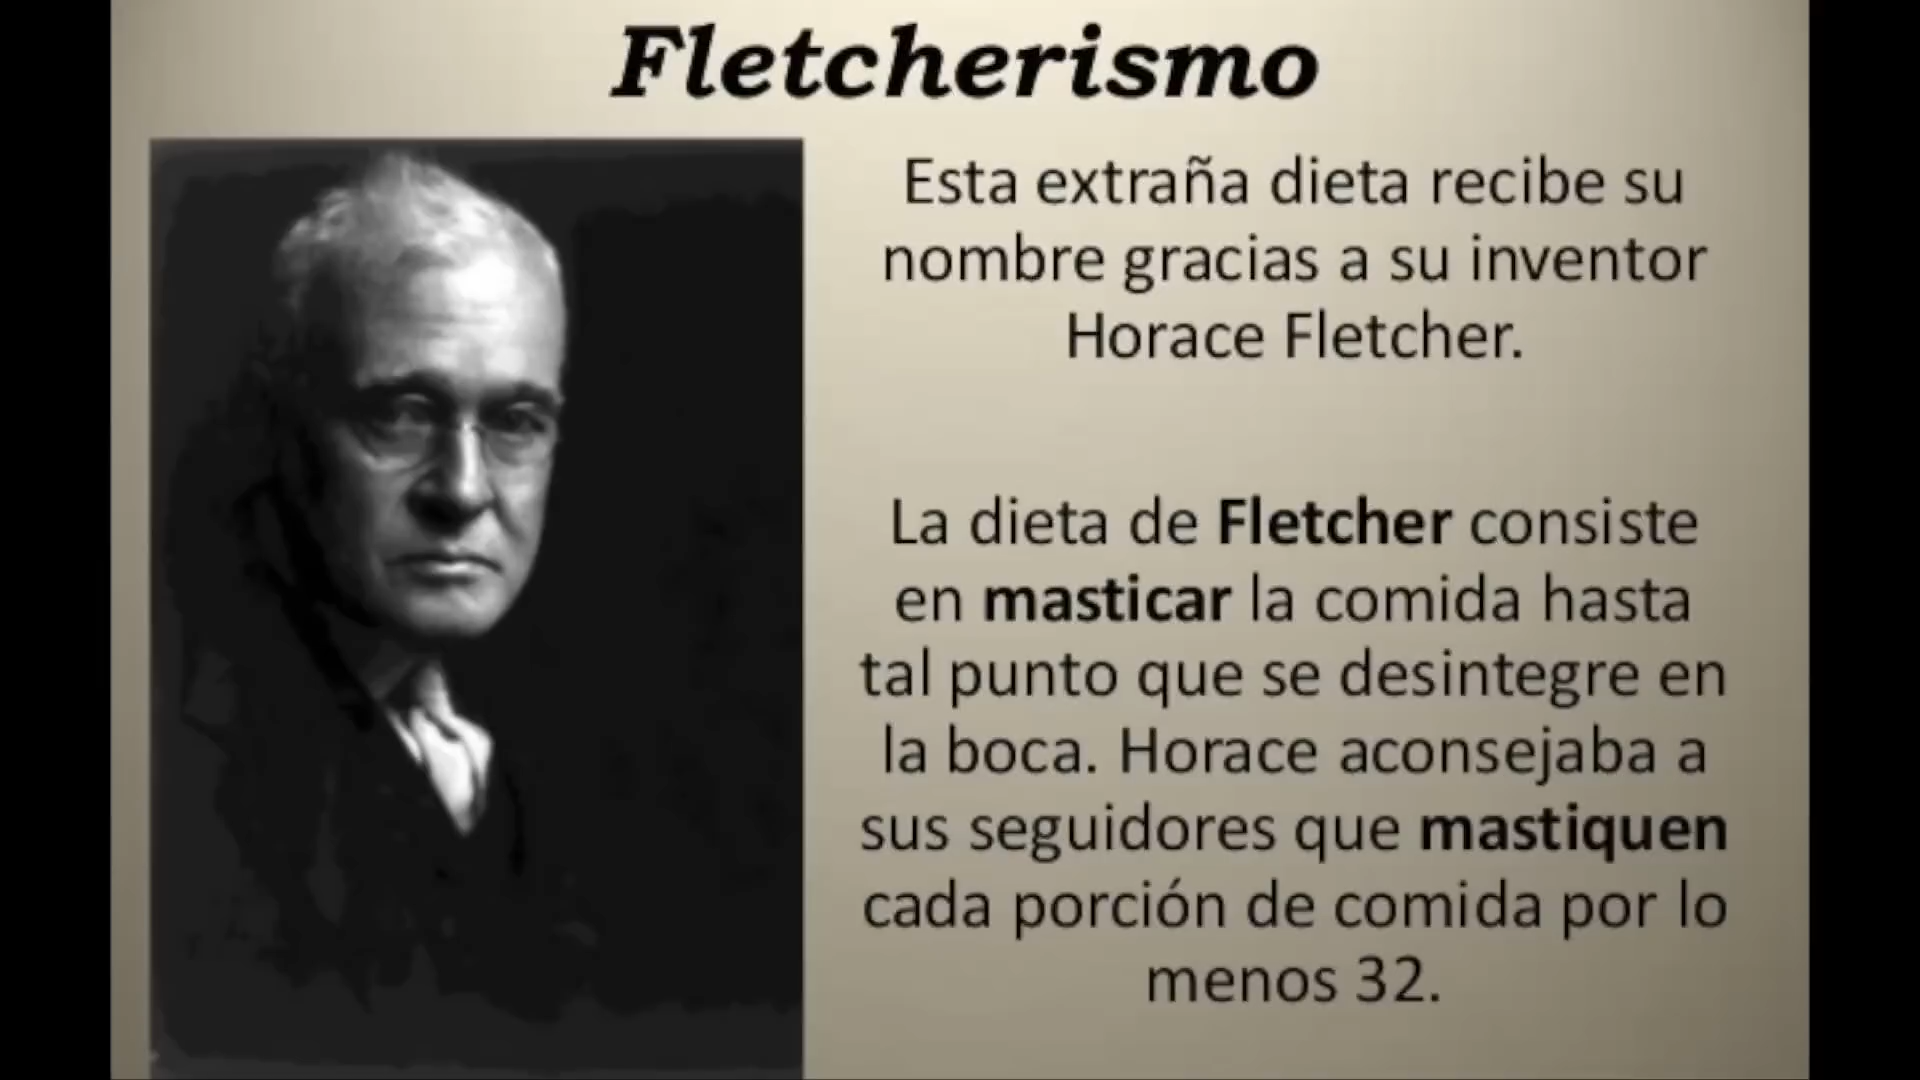 Fletcherismo
Esta extraña dieta recibe su
nombre gracias a su inventor
Horace Fletcher.
La dieta de Fletcher consiste
en masticar la comida hasta
tal punto que se desintegre en
la boca. Horace aconsejaba a
sus seguidores que mastiquen
cada porción de comida por lo
menos 32.